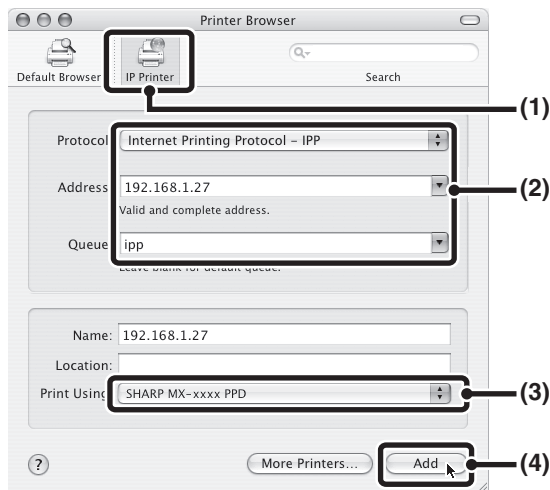 Printer Browser
Default Browser
IP Printer
Search
(1)
Protocol
Internet Printing Protocol – IPP
Address
192.168.1.27
(2)
Valid and complete address.
Queue
ipp
Leave blank for default queue.
Name: 192.168.1.27
Location:
Print Using
SHARP MX-xxxx PPD
(3)
?
More Printers...
Add
(4)